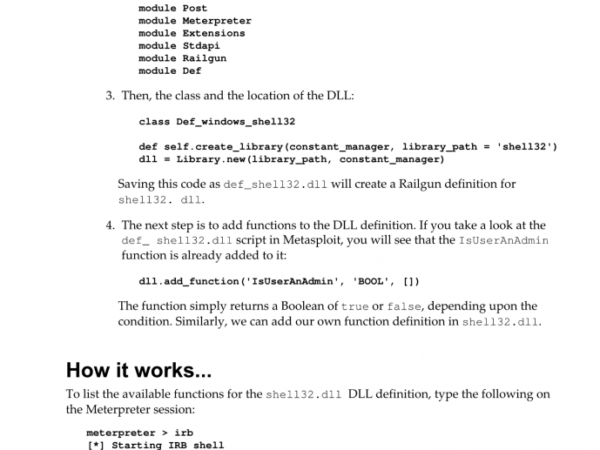 module Post
module Meterpreter
module Extensions
module Stdapi
module Railgun
module Def
3. Then, the class and the location of the DLL:
class Def_windows_shell32
def self.create_library(constant_manager, library_path = 'shell32')
dll = Library.new(library_path, constant_manager)
Saving this code as def_shell32.dll will create a Railgun definition for
shell32. dll.
4. The next step is to add functions to the DLL definition. If you take a look at the
def_ shell32.dll script in Metasploit, you will see that the IsUserAnAdmin
function is already added to it:
dll.add_function('IsUserAnAdmin', 'BOOL', [])
The function simply returns a Boolean of true or false, depending upon the
condition. Similarly, we can add our own function definition in shell32.dll.
How it works...
To list the available functions for the shell32.dll DLL definition, type the following on
the Meterpreter session:
meterpreter > irb
[*] Starting IRB shell